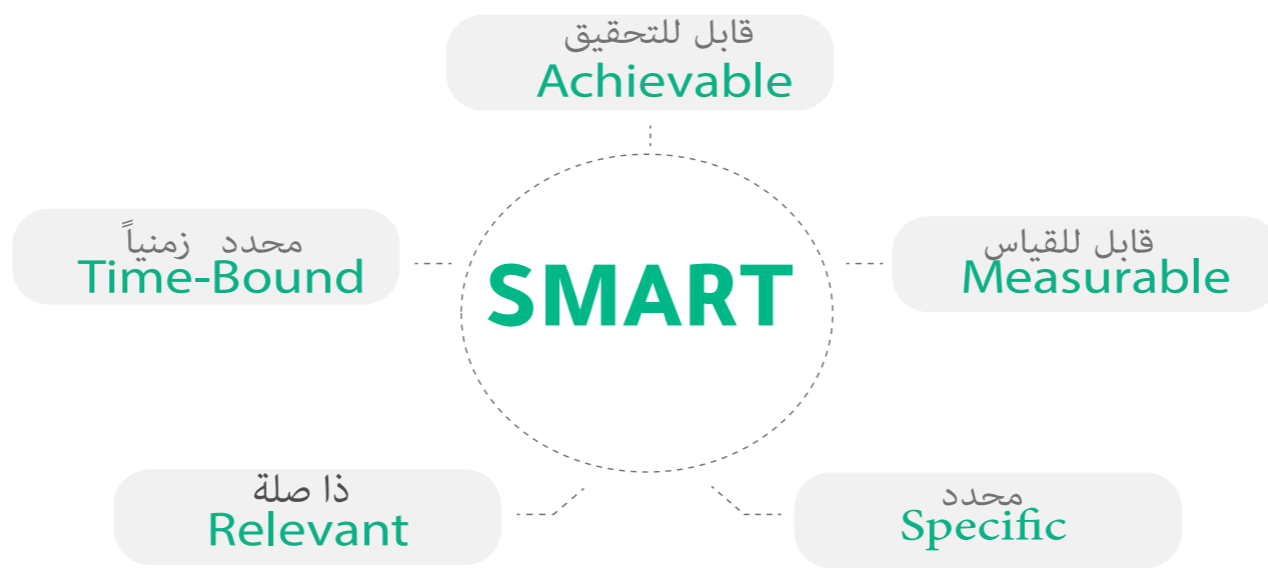 قابل للتحقيق
Achievable
محدد زمنياً
Time-Bound
SMART
قابل للقياس
Measurable
ذا صلة
Relevant
محدد
Specific